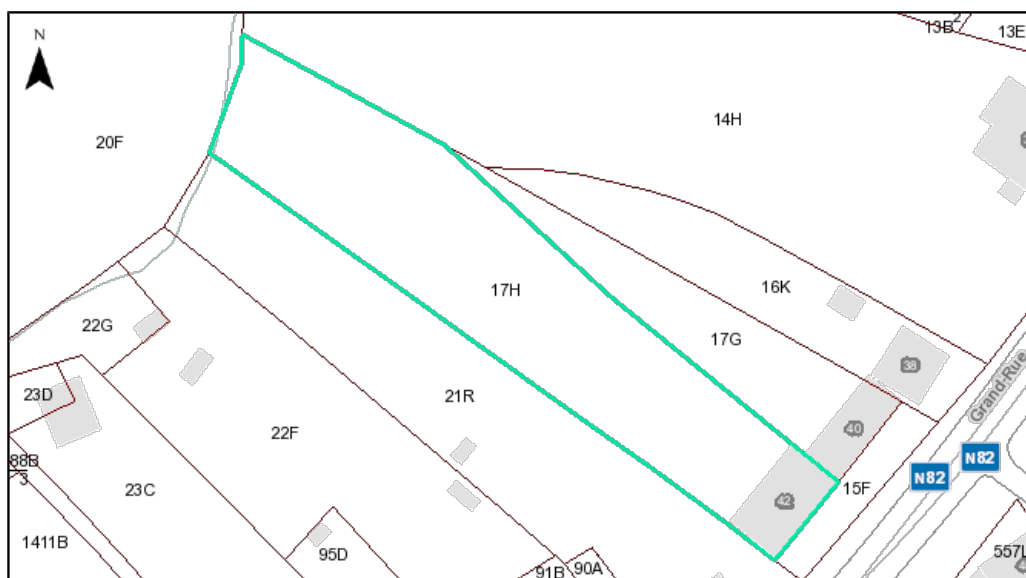 2
13B
13E
N
14H
20F
16K
17H
22G
17G
38
Grand-Rue
23D
21R
40
22F
N82
88B
N82
3
23C
15F
42
1411B
95D
557L
91B
90A